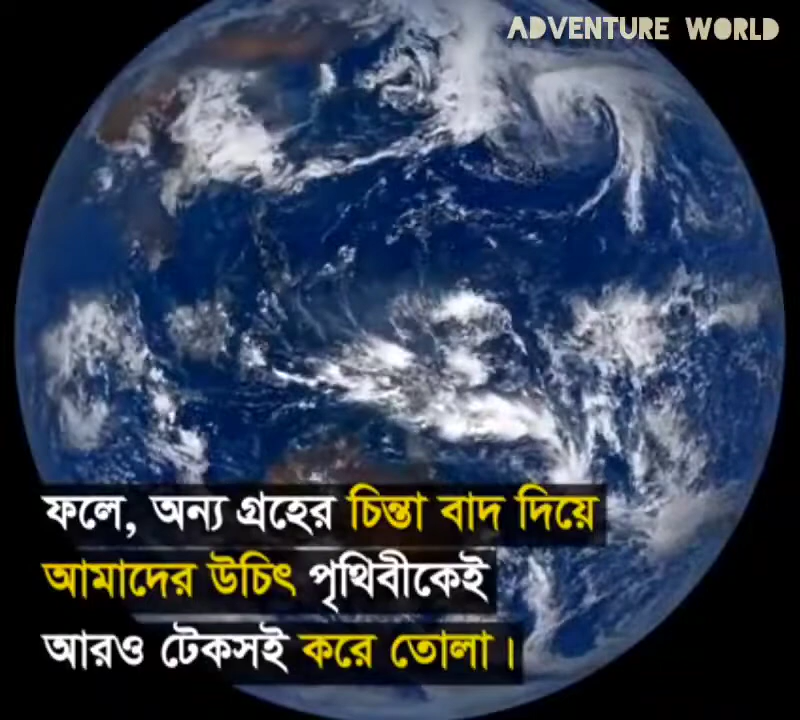 ADVENTURE WORLD
ফলে, অন্য গ্রহের চিন্তা বাদ দিয়ে
আমাদের উচিৎ পৃথিবীকেই
আরও টেকসই করে তোলা।